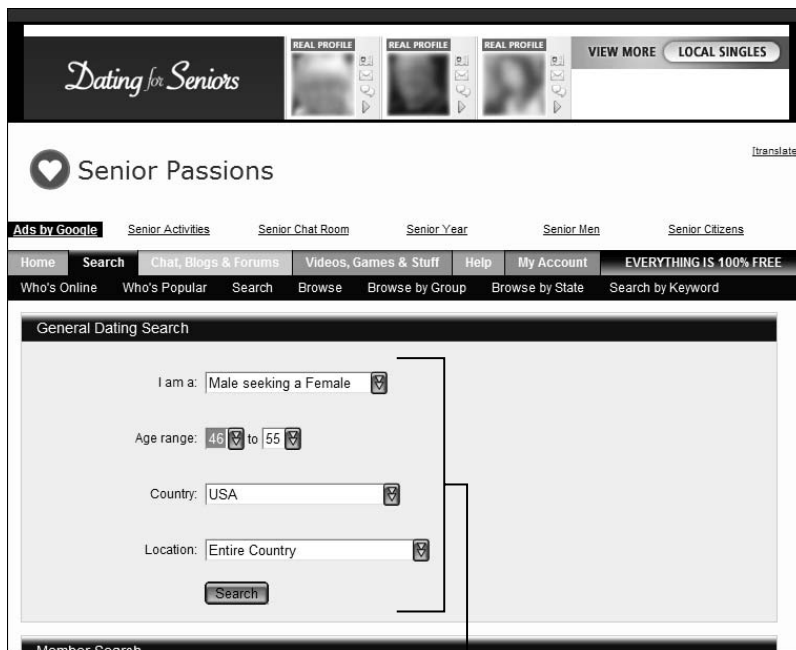 REAL PROFILE REAL PROFILE REAL PROFILE
VIEW MORE LOCAL SINGLES
Dating for Seniors
[translate
Senior Passions
Ads by Google Senior Activities Senior Chat Room Senior Year Senior Men Senior Citizens
Home Search Chat, Blogs & Forums Videos, Games & Stuff Help My Account EVERYTHING IS 100% FREE
Who's Online Who's Popular Search Browse Browse by Group Browse by State Search by Keyword
General Dating Search
I am a: Male seeking a Female
Age range: 46 to 55
Country: USA
Location: Entire Country
Search
Member Search